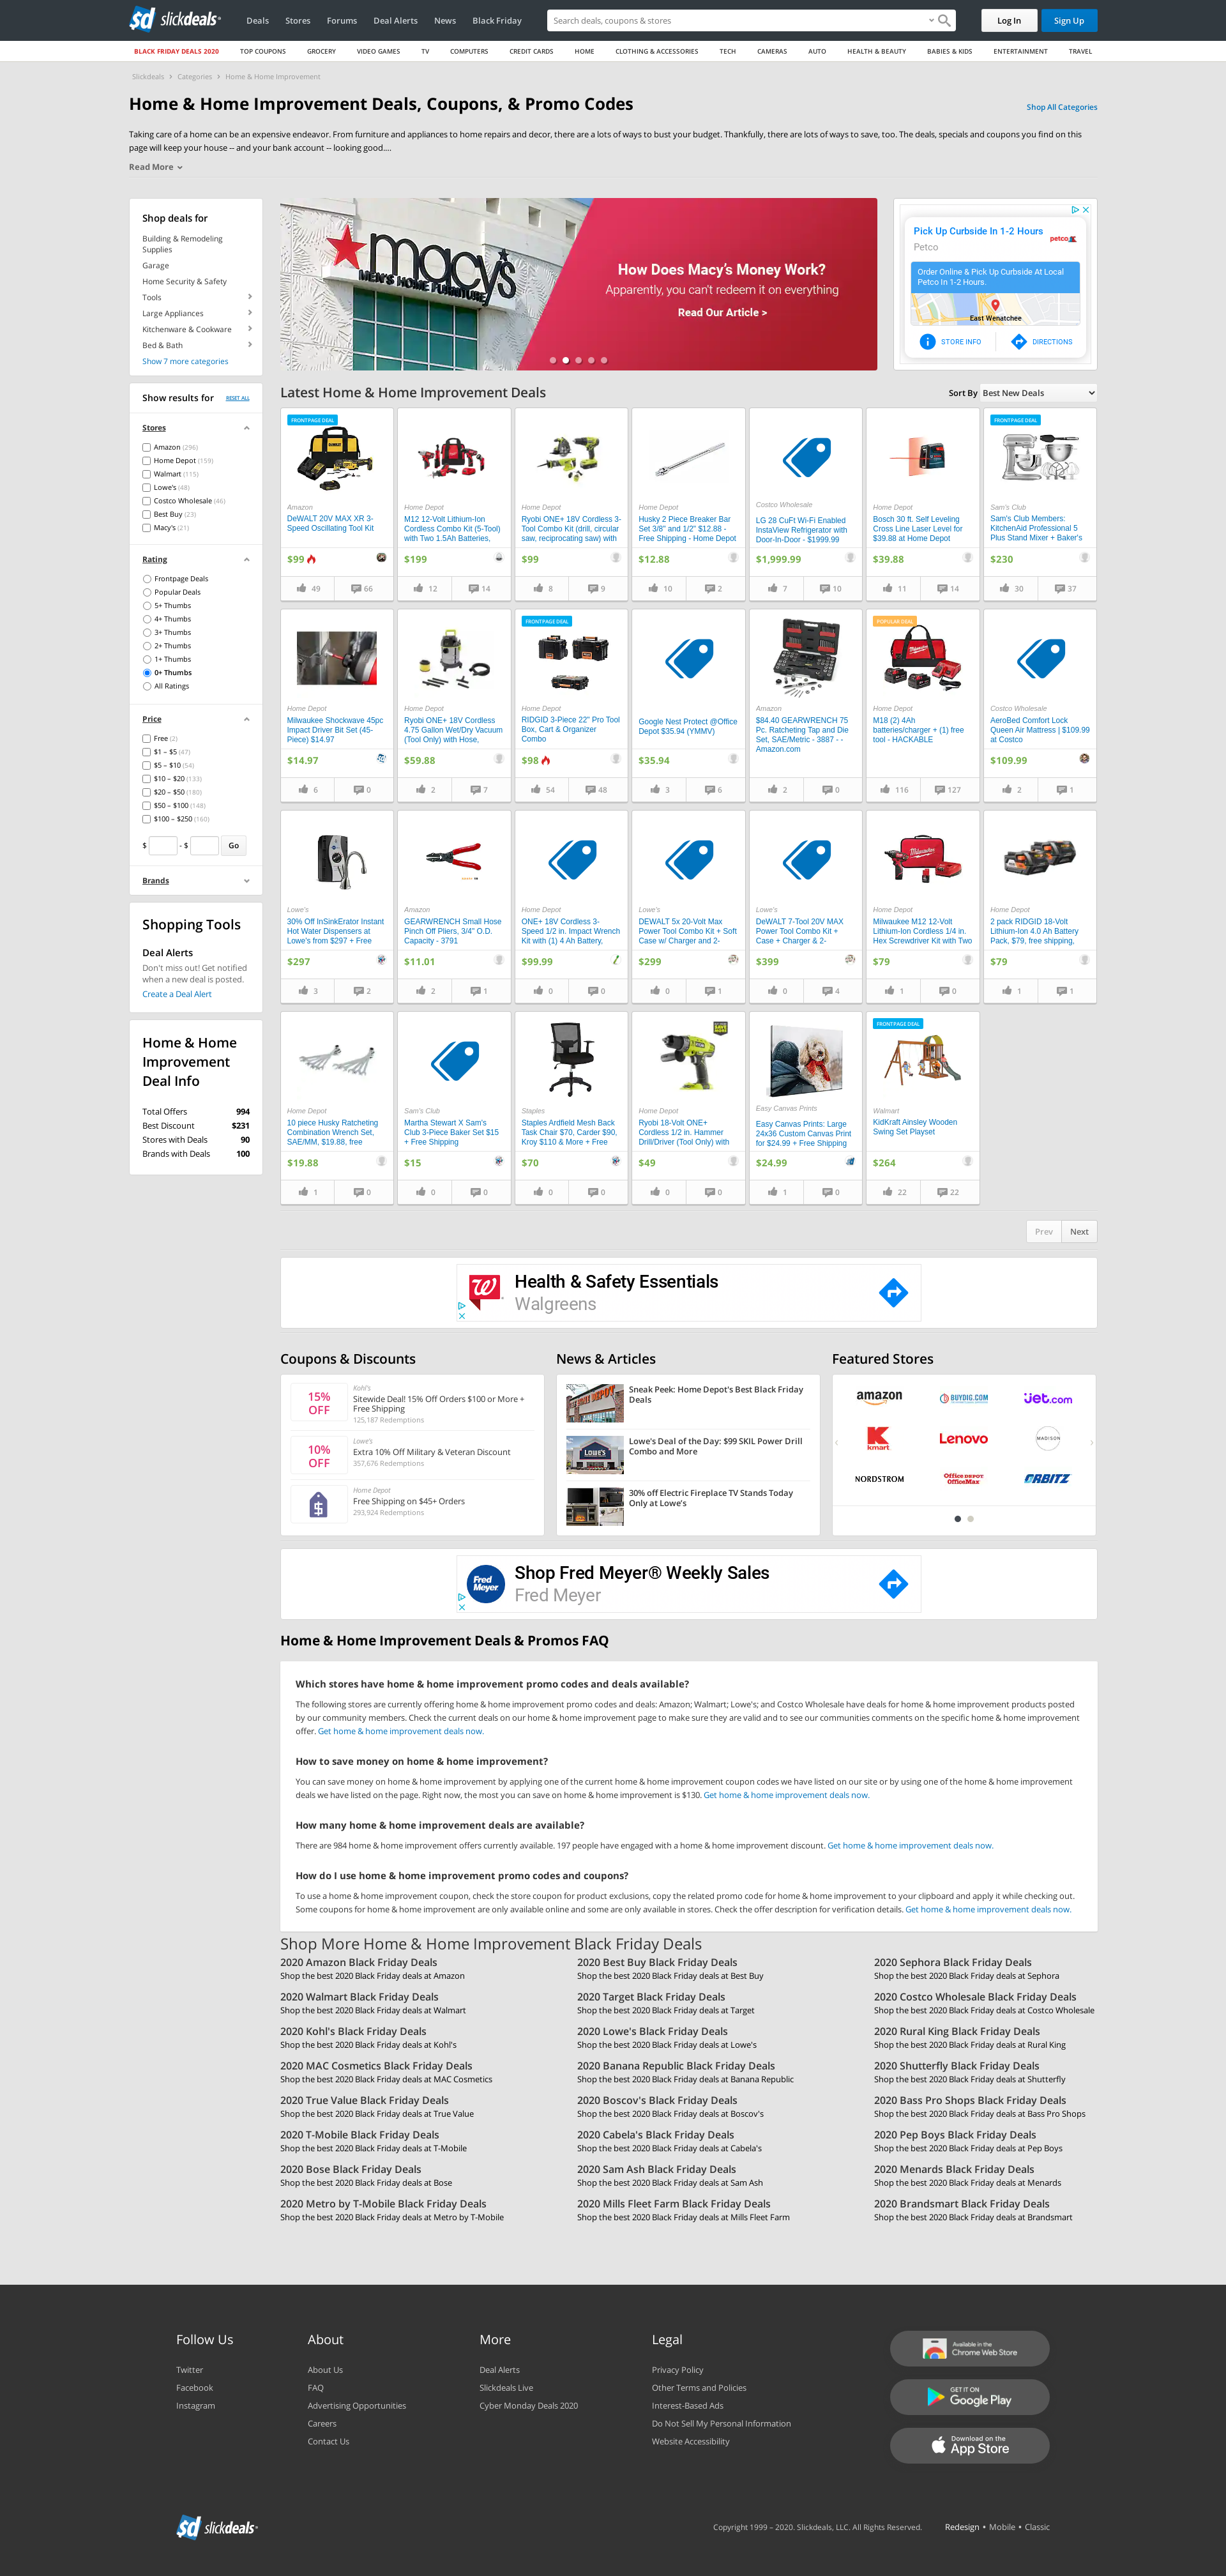 slickdeals
Deals
Stores
Forums
Deal Alerts
News
Black Friday
Search deals, coupons & stores
Log In
Sign Up
BLACK FRIDAY DEALS 2020
TOP COUPONS
GROCERY
VIDEO GAMES
TV
COMPUTERS
CREDIT CARDS
HOME
CLOTHING & ACCESSORIES
TECH
CAMERAS
AUTO
HEALTH & BEAUTY
BABIES & KIDS
ENTERTAINMENT
TRAVEL
Slickdeals › Categories › Home & Home Improvement
Home & Home Improvement Deals, Coupons, & Promo Codes
Shop All Categories
Taking care of a home can be an expensive endeavor. From furniture and appliances to home repairs and decor, there are a lots of ways to bust your budget. Thankfully, there are lots of ways to save, too. The deals, specials and coupons you find on this
page will keep your house -- and your bank account -- looking good....
Read More
Shop deals for
Building & Remodeling
Supplies
Garage
Home Security & Safety
Tools
Large Appliances
Kitchenware & Cookware
Bed & Bath
Show 7 more categories
Show results for
RESET ALL
Stores
Amazon (296)
Home Depot (159)
Walmart (115)
Lowe's (48)
Costco Wholesale (46)
Best Buy (23)
Macy's (21)
Rating
Frontpage Deals
Popular Deals
5+ Thumbs
4+ Thumbs
3+ Thumbs
2+ Thumbs
1+ Thumbs
0+ Thumbs
All Ratings
Price
Free (2)
$1 – $5 (47)
$5 – $10 (54)
$10 – $20 (133)
$20 – $50 (180)
$50 – $100 (148)
$100 – $250 (160)
$ - $ Go
Brands
Shopping Tools
Deal Alerts
Don't miss out! Get notified
when a new deal is posted.
Create a Deal Alert
Home & Home
Improvement
Deal Info
Total Offers 994
Best Discount $231
Stores with Deals 90
Brands with Deals 100
macy's
MEN'S HOME FURNITURE
How Does Macy's Money Work?
Apparently, you can't redeem it on everything
Read Our Article >
Pick Up Curbside In 1-2 Hours
Petco
petco
Order Online & Pick Up Curbside At Local
Petco In 1-2 Hours.
East Wenatchee
STORE INFO
DIRECTIONS
Latest Home & Home Improvement Deals
Sort By Best New Deals
FRONTPAGE DEAL
Amazon
DeWALT 20V MAX XR 3-
Speed Oscillating Tool Kit
$99
49 66
Home Depot
M12 12-Volt Lithium-Ion
Cordless Combo Kit (5-Tool)
with Two 1.5Ah Batteries,
$199
12 14
Home Depot
Ryobi ONE+ 18V Cordless 3-
Tool Combo Kit (drill, circular
saw, reciprocating saw) with
$99
8 9
Home Depot
Husky 2 Piece Breaker Bar
Set 3/8" and 1/2" $12.88 -
Free Shipping - Home Depot
$12.88
10 2
Costco Wholesale
LG 28 CuFt Wi-Fi Enabled
InstaView Refrigerator with
Door-In-Door - $1999.99
$1,999.99
7 10
Home Depot
Bosch 30 ft. Self Leveling
Cross Line Laser Level for
$39.88 at Home Depot
$39.88
11 14
FRONTPAGE DEAL
Sam's Club
Sam's Club Members:
KitchenAid Professional 5
Plus Stand Mixer + Baker's
$230
30 37
Home Depot
Milwaukee Shockwave 45pc
Impact Driver Bit Set (45-
Piece) $14.97
$14.97
6 0
Home Depot
Ryobi ONE+ 18V Cordless
4.75 Gallon Wet/Dry Vacuum
(Tool Only) with Hose,
$59.88
2 7
FRONTPAGE DEAL
Home Depot
RIDGID 3-Piece 22" Pro Tool
Box, Cart & Organizer
Combo
$98
54 48
Google Nest Protect @Office
Depot $35.94 (YMMV)
$35.94
3 6
Amazon
$84.40 GEARWRENCH 75
Pc. Ratcheting Tap and Die
Set, SAE/Metric - 3887 - -
Amazon.com
2 0
POPULAR DEAL
Home Depot
M18 (2) 4Ah
batteries/charger + (1) free
tool - HACKABLE
116 127
Costco Wholesale
AeroBed Comfort Lock
Queen Air Mattress | $109.99
at Costco
$109.99
2 1
Lowe's
30% Off InSinkErator Instant
Hot Water Dispensers at
Lowe's from $297 + Free
$297
3 2
Amazon
GEARWRENCH Small Hose
Pinch Off Pliers, 3/4" O.D.
Capacity - 3791
$11.01
2 1
Home Depot
ONE+ 18V Cordless 3-
Speed 1/2 in. Impact Wrench
Kit with (1) 4 Ah Battery,
$99.99
0 0
Lowe's
DEWALT 5x 20-Volt Max
Power Tool Combo Kit + Soft
Case w/ Charger and 2-
$299
0 1
Lowe's
DeWALT 7-Tool 20V MAX
Power Tool Combo Kit +
Case + Charger & 2-
$399
0 4
Home Depot
Milwaukee M12 12-Volt
Lithium-Ion Cordless 1/4 in.
Hex Screwdriver Kit with Two
$79
1 0
Home Depot
2 pack RIDGID 18-Volt
Lithium-Ion 4.0 Ah Battery
Pack, $79, free shipping,
$79
1 1
Home Depot
10 piece Husky Ratcheting
Combination Wrench Set,
SAE/MM, $19.88, free
$19.88
1 0
Sam's Club
Martha Stewart X Sam's
Club 3-Piece Baker Set $15
+ Free Shipping
$15
0 0
Staples
Staples Ardfield Mesh Back
Task Chair $70, Carder $90,
Kroy $110 & More + Free
$70
0 0
Home Depot
Ryobi 18-Volt ONE+
Cordless 1/2 in. Hammer
Drill/Driver (Tool Only) with
$49
0 0
Easy Canvas Prints
Easy Canvas Prints: Large
24x36 Custom Canvas Print
for $24.99 + Free Shipping
$24.99
1 0
FRONTPAGE DEAL
Walmart
KidKraft Ainsley Wooden
Swing Set Playset
$264
22 22
Prev Next
Health & Safety Essentials
Walgreens
Coupons & Discounts
15%
OFF
Kohl's
Sitewide Deal! 15% Off Orders $100 or More +
Free Shipping
125,187 Redemptions
10%
OFF
Lowe's
Extra 10% Off Military & Veteran Discount
357,676 Redemptions
Home Depot
Free Shipping on $45+ Orders
293,924 Redemptions
News & Articles
Sneak Peek: Home Depot's Best Black Friday
Deals
Lowe's Deal of the Day: $99 SKIL Power Drill
Combo and More
30% off Electric Fireplace TV Stands Today
Only at Lowe's
Featured Stores
amazon
BUYDIG.COM
Jet.com
kmart
Lenovo
MADISON
NORDSTROM
Office DEPOT OfficeMax
ORBITZ
Shop Fred Meyer® Weekly Sales
Fred Meyer
Home & Home Improvement Deals & Promos FAQ
Which stores have home & home improvement promo codes and deals available?
The following stores are currently offering home & home improvement promo codes and deals: Amazon; Walmart; Lowe's; and Costco Wholesale have deals for home & home improvement products posted
by our community members. Check the current deals on our home & home improvement page to make sure they are valid and to see our communities comments on the specific home & home improvement
offer. Get home & home improvement deals now.
How to save money on home & home improvement?
You can save money on home & home improvement by applying one of the current home & home improvement coupon codes we have listed on our site or by using one of the home & home improvement
deals we have listed on the page. Right now, the most you can save on home & home improvement is $130. Get home & home improvement deals now.
How many home & home improvement deals are available?
There are 984 home & home improvement offers currently available. 197 people have engaged with a home & home improvement discount. Get home & home improvement deals now.
How do I use home & home improvement promo codes and coupons?
To use a home & home improvement coupon, check the store coupon for product exclusions, copy the related promo code for home & home improvement to your clipboard and apply it while checking out.
Some coupons for home & home improvement are only available online and some are only available in stores. Check the offer description for verification details. Get home & home improvement deals now.
Shop More Home & Home Improvement Black Friday Deals
2020 Amazon Black Friday Deals
Shop the best 2020 Black Friday deals at Amazon
2020 Best Buy Black Friday Deals
Shop the best 2020 Black Friday deals at Best Buy
2020 Sephora Black Friday Deals
Shop the best 2020 Black Friday deals at Sephora
2020 Walmart Black Friday Deals
Shop the best 2020 Black Friday deals at Walmart
2020 Target Black Friday Deals
Shop the best 2020 Black Friday deals at Target
2020 Costco Wholesale Black Friday Deals
Shop the best 2020 Black Friday deals at Costco Wholesale
2020 Kohl's Black Friday Deals
Shop the best 2020 Black Friday deals at Kohl's
2020 Lowe's Black Friday Deals
Shop the best 2020 Black Friday deals at Lowe's
2020 Rural King Black Friday Deals
Shop the best 2020 Black Friday deals at Rural King
2020 MAC Cosmetics Black Friday Deals
Shop the best 2020 Black Friday deals at MAC Cosmetics
2020 Banana Republic Black Friday Deals
Shop the best 2020 Black Friday deals at Banana Republic
2020 Shutterfly Black Friday Deals
Shop the best 2020 Black Friday deals at Shutterfly
2020 True Value Black Friday Deals
Shop the best 2020 Black Friday deals at True Value
2020 Boscov's Black Friday Deals
Shop the best 2020 Black Friday deals at Boscov's
2020 Bass Pro Shops Black Friday Deals
Shop the best 2020 Black Friday deals at Bass Pro Shops
2020 T-Mobile Black Friday Deals
Shop the best 2020 Black Friday deals at T-Mobile
2020 Cabela's Black Friday Deals
Shop the best 2020 Black Friday deals at Cabela's
2020 Pep Boys Black Friday Deals
Shop the best 2020 Black Friday deals at Pep Boys
2020 Bose Black Friday Deals
Shop the best 2020 Black Friday deals at Bose
2020 Sam Ash Black Friday Deals
Shop the best 2020 Black Friday deals at Sam Ash
2020 Menards Black Friday Deals
Shop the best 2020 Black Friday deals at Menards
2020 Metro by T-Mobile Black Friday Deals
Shop the best 2020 Black Friday deals at Metro by T-Mobile
2020 Mills Fleet Farm Black Friday Deals
Shop the best 2020 Black Friday deals at Mills Fleet Farm
2020 Brandsmart Black Friday Deals
Shop the best 2020 Black Friday deals at Brandsmart
Follow Us
Twitter
Facebook
Instagram
About
About Us
FAQ
Advertising Opportunities
Careers
Contact Us
More
Deal Alerts
Slickdeals Live
Cyber Monday Deals 2020
Legal
Privacy Policy
Other Terms and Policies
Interest-Based Ads
Do Not Sell My Personal Information
Website Accessibility
Available in the
Chrome Web Store
GET IT ON
Google Play
Download on the
App Store
slickdeals
Copyright 1999 – 2020. Slickdeals, LLC. All Rights Reserved.
Redesign • Mobile • Classic